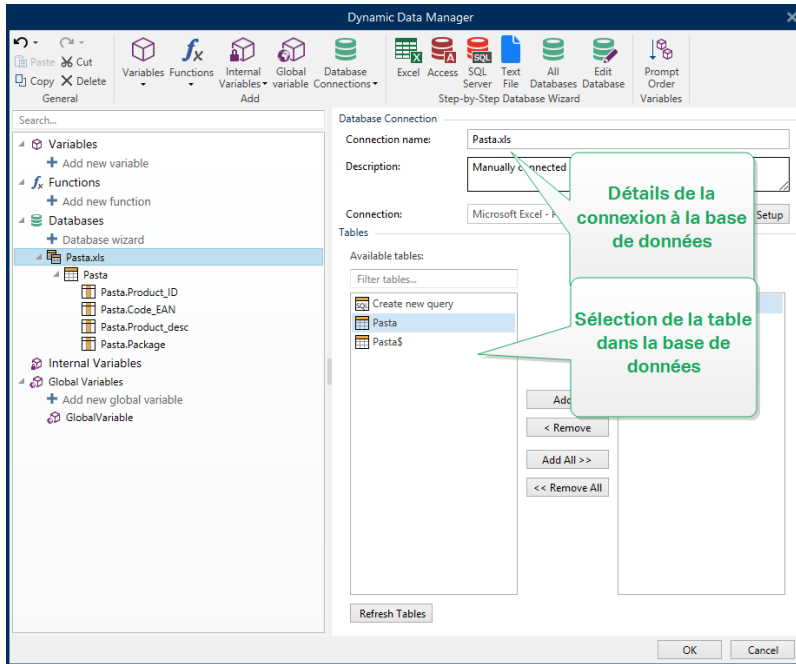 Dynamic Data Manager
Paste Cut
Copy Delete
General
Variables Functions Internal Variables Global variable Database Connections
Add
Excel Access SQL Server Text File All Databases Edit Database
Step-by-Step Database Wizard
Prompt Order
Variables
Search...
Variables
Add new variable
Functions
Add new function
Databases
Database wizard
Pasta.xls
Pasta
Pasta.Product_ID
Pasta.Code_EAN
Pasta.Product_desc
Pasta.Package
Internal Variables
Global Variables
Add new global variable
GlobalVariable
Database Connection
Connection name: Pasta.xls
Description: Manually connected
Connection: Microsoft Excel - Setup
Tables
Available tables:
Filter tables...
Create new query
Pasta
Pasta$
Détails de la
connexion à la base
de données
Sélection de la table
dans la base de
données
Add
< Remove
Add All >>
<< Remove All
Refresh Tables
OK Cancel